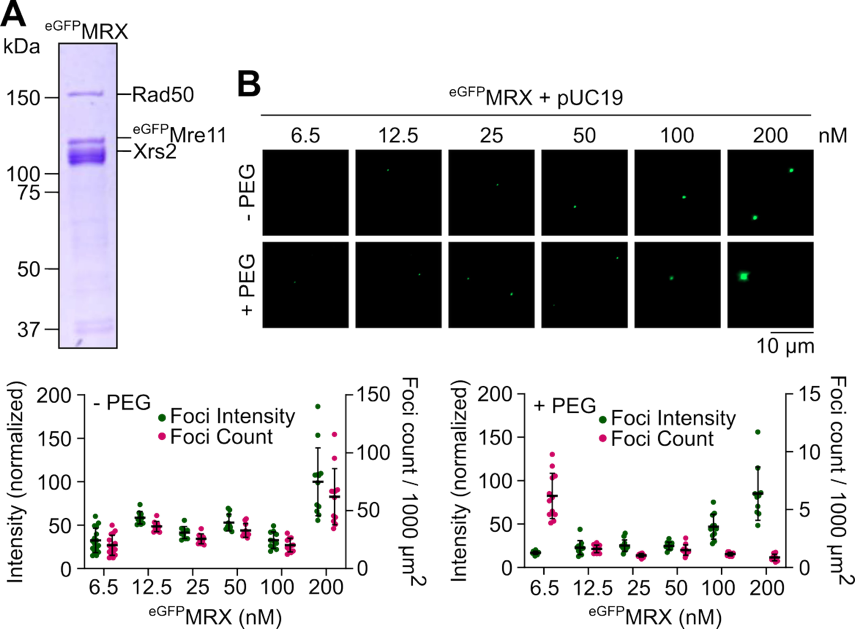 A
eGFPMRX
kDa
150
100
75
50
37
Rad50
eGFPMre11
Xrs2
B
eGFPMRX + pUC19
6.5 12.5 25 50 100 200 nM
- PEG
+ PEG
10 µm
- PEG
Foci Intensity
Foci Count
Intensity (normalized)
200
150
100
50
0
Foci count / 1000 µm2
150
100
50
0
6.5 12.5 25 50 100 200
eGFPMRX (nM)
+ PEG
Foci Intensity
Foci Count
Intensity (normalized)
200
150
100
50
0
Foci count / 1000 µm2
15
10
5
0
6.5 12.5 25 50 100 200
eGFPMRX (nM)